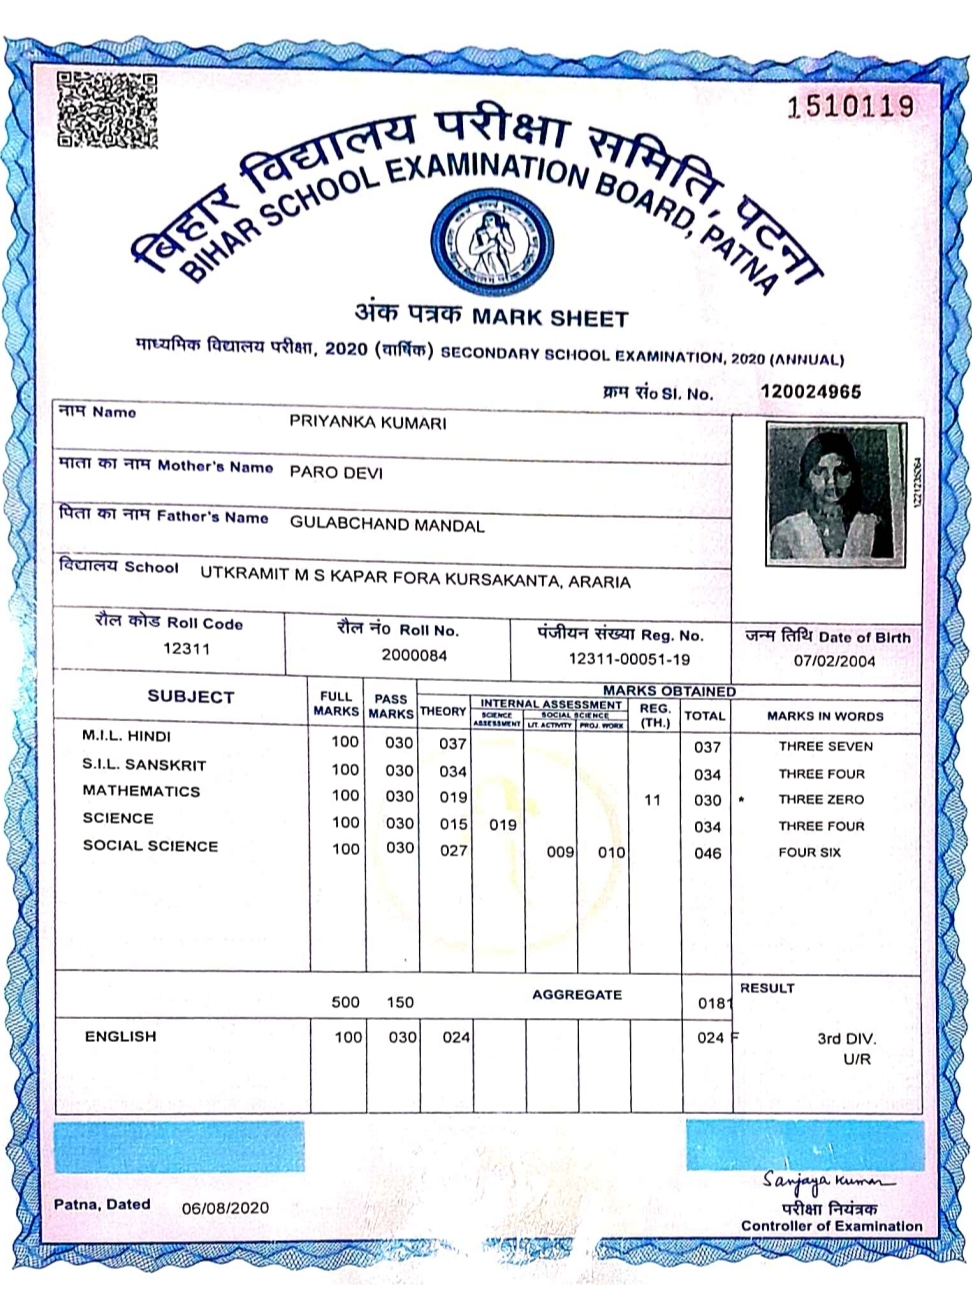 1510119
बिहार विद्यालय परीक्षा समिति, पटना
BIHAR SCHOOL EXAMINATION BOARD, PATNA
अंक पत्रक MARK SHEET
माध्यमिक विद्यालय परीक्षा, 2020 (वार्षिक) SECONDARY SCHOOL EXAMINATION, 2020 (ANNUAL)
क्रम सं० SI. No. 120024965
नाम Name PRIYANKA KUMARI
माता का नाम Mother's Name PARO DEVI
पिता का नाम Father's Name GULABCHAND MANDAL
विद्यालय School UTKRAMIT M S KAPAR FORA KURSAKANTA, ARARIA
1221235064
रौल कोड Roll Code रौल नं० Roll No. पंजीयन संख्या Reg. No. जन्म तिथि Date of Birth
12311 2000084 12311-00051-19 07/02/2004
SUBJECT FULL MARKS PASS MARKS MARKS OBTAINED
THEORY INTERNAL ASSESSMENT REG. (TH.) TOTAL MARKS IN WORDS
SCIENCE ASSESSMENT SOCIAL SCIENCE
LIT. ACTIVITY PROJ. WORK
M.I.L. HINDI 100 030 037 037 THREE SEVEN
S.I.L. SANSKRIT 100 030 034 034 THREE FOUR
MATHEMATICS 100 030 019 11 030 * THREE ZERO
SCIENCE 100 030 015 019 034 THREE FOUR
SOCIAL SCIENCE 100 030 027 009 010 046 FOUR SIX
500 150 AGGREGATE 0181 RESULT
ENGLISH 100 030 024 024 F 3rd DIV.
U/R
Sanjaya Kumar
Patna, Dated 06/08/2020
परीक्षा नियंत्रक
Controller of Examination